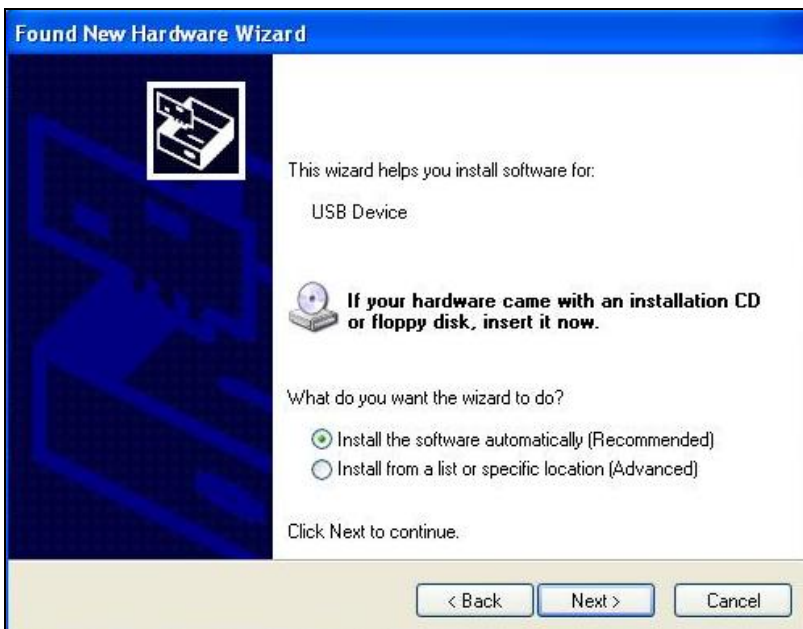 Found New Hardware Wizard
This wizard helps you install software for:
USB Device
If your hardware came with an installation CD
or floppy disk, insert it now.
What do you want the wizard to do?
Install the software automatically (Recommended)
Install from a list or specific location (Advanced)
Click Next to continue.
< Back Next > Cancel